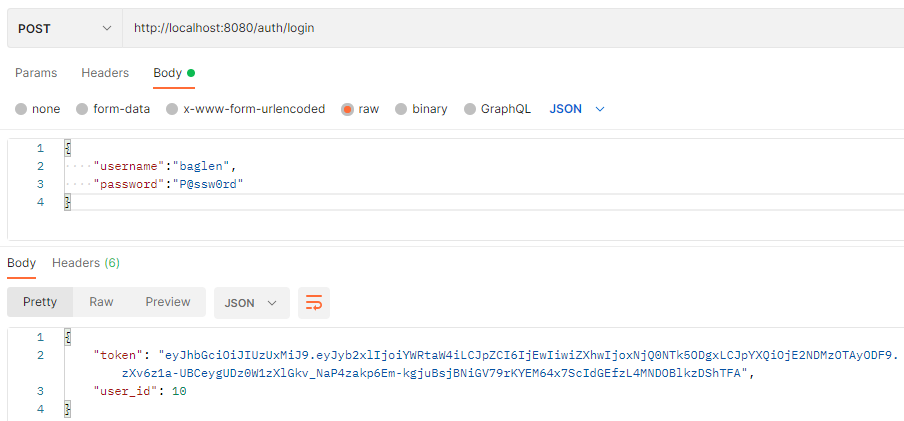 POST http://localhost:8080/auth/login
Params Headers Body
none form-data x-www-form-urlencoded raw binary GraphQL JSON
1 {
2 ····"username":"baglen",
3 ····"password":"P@ssw0rd"
4 }
Body Headers (6)
Pretty Raw Preview JSON
1 {
2 "token": "eyJhbGciOiJIUzUxMiJ9.eyJyb2xlIjoiYWRtaW4iLCJpZCI6IjEwIiwiZXhwIjoxNjQ0NTk5ODgxLCJpYXQiOjE2NDMzOTAyODF9.
zXv6z1a-UBCeygUDz0W1zXlGkv_NaP4zakp6Em-kgjuBsjBNiGV79rKYEM64x7ScIdGEfzL4MNDOBlkzDShTFA",
3 "user_id": 10
4 }